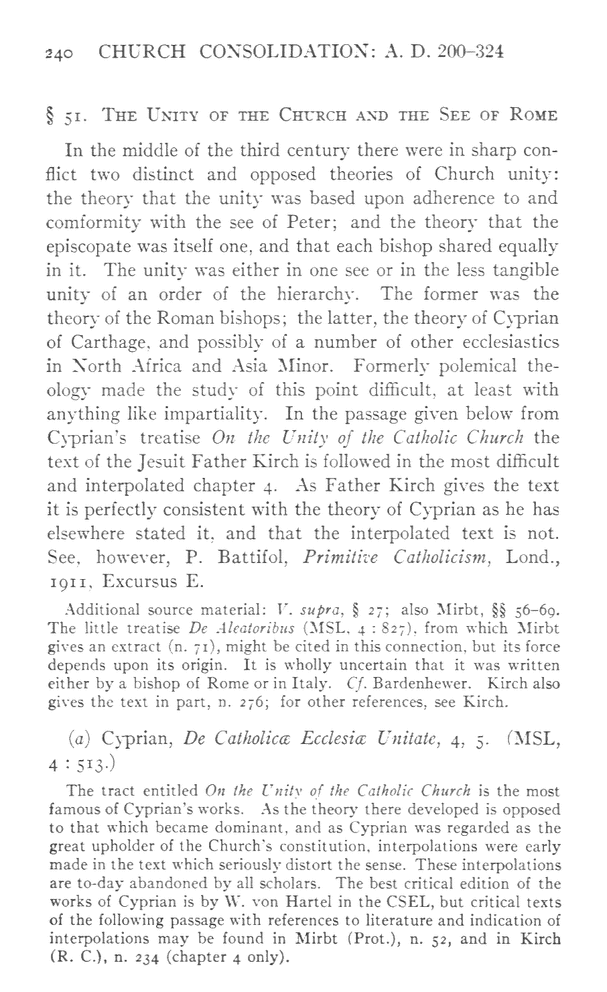 240 CHURCH CONSOLIDATION: A. D. 200–324
§ 51. The Unity of the Church and the See of Rome
In the middle of the third century there were in sharp con-
flict two distinct and opposed theories of Church unity:
the theory that the unity was based upon adherence to and
comformity with the see of Peter; and the theory that the
episcopate was itself one, and that each bishop shared equally
in it. The unity was either in one see or in the less tangible
unity of an order of the hierarchy. The former was the
theory of the Roman bishops; the latter, the theory of Cyprian
of Carthage, and possibly of a number of other ecclesiastics
in North Africa and Asia Minor. Formerly polemical the-
ology made the study of this point difficult, at least with
anything like impartiality. In the passage given below from
Cyprian's treatise On the Unity of the Catholic Church the
text of the Jesuit Father Kirch is followed in the most difficult
and interpolated chapter 4. As Father Kirch gives the text
it is perfectly consistent with the theory of Cyprian as he has
elsewhere stated it, and that the interpolated text is not.
See, however, P. Battifol, Primitive Catholicism, Lond.,
1911, Excursus E.
Additional source material: V. supra, § 27; also Mirbt, §§ 56–69.
The little treatise De Aleatoribus (MSL, 4 : 827), from which Mirbt
gives an extract (n. 71), might be cited in this connection, but its force
depends upon its origin. It is wholly uncertain that it was written
either by a bishop of Rome or in Italy. Cf. Bardenhewer. Kirch also
gives the text in part, n. 276; for other references, see Kirch.
(a) Cyprian, De Catholicæ Ecclesiæ Unitate, 4, 5. (MSL,
4 : 513.)
The tract entitled On the Unity of the Catholic Church is the most
famous of Cyprian's works. As the theory there developed is opposed
to that which became dominant, and as Cyprian was regarded as the
great upholder of the Church's constitution, interpolations were early
made in the text which seriously distort the sense. These interpolations
are to-day abandoned by all scholars. The best critical edition of the
works of Cyprian is by W. von Hartel in the CSEL, but critical texts
of the following passage with references to literature and indication of
interpolations may be found in Mirbt (Prot.), n. 52, and in Kirch
(R. C.), n. 234 (chapter 4 only).